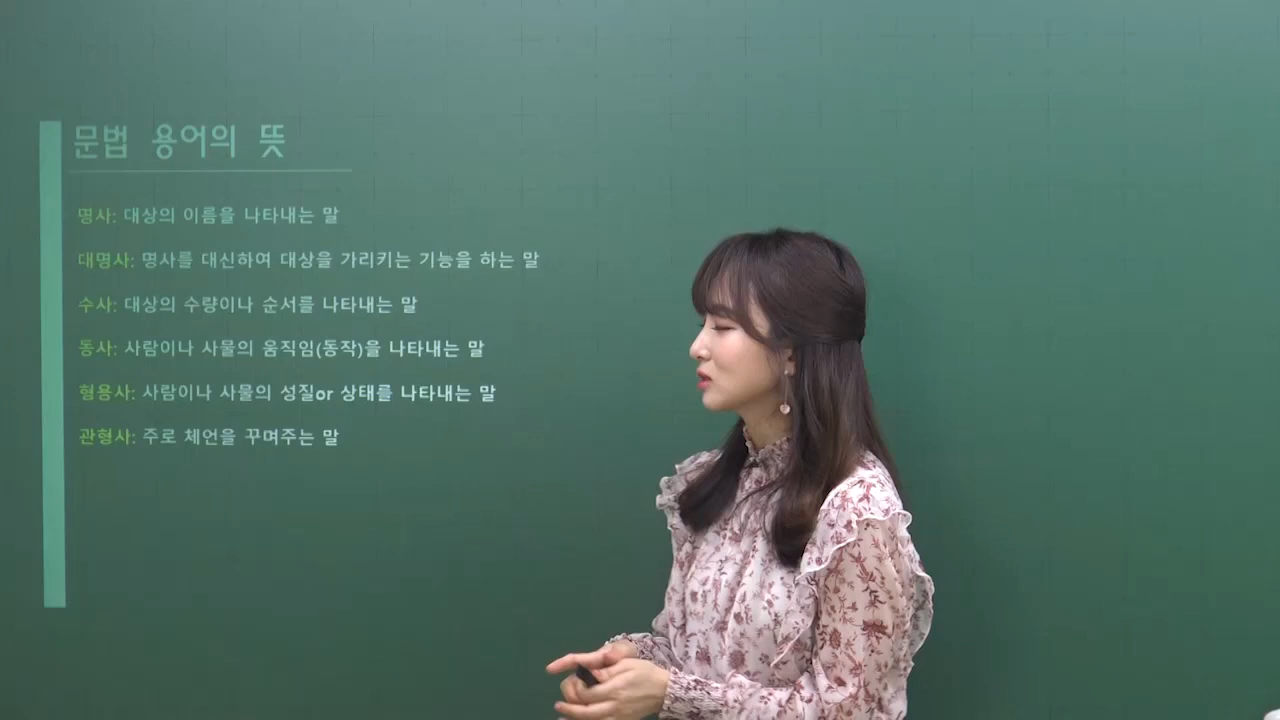 문법 용어의 뜻
명사: 대상의 이름을 나타내는 말
대명사: 명사를 대신하여 대상을 가리키는 기능을 하는 말
수사: 대상의 수량이나 순서를 나타내는 말
동사: 사람이나 사물의 움직임(동작)을 나타내는 말
형용사: 사람이나 사물의 성질or 상태를 나타내는 말
관형사: 주로 체언을 꾸며주는 말